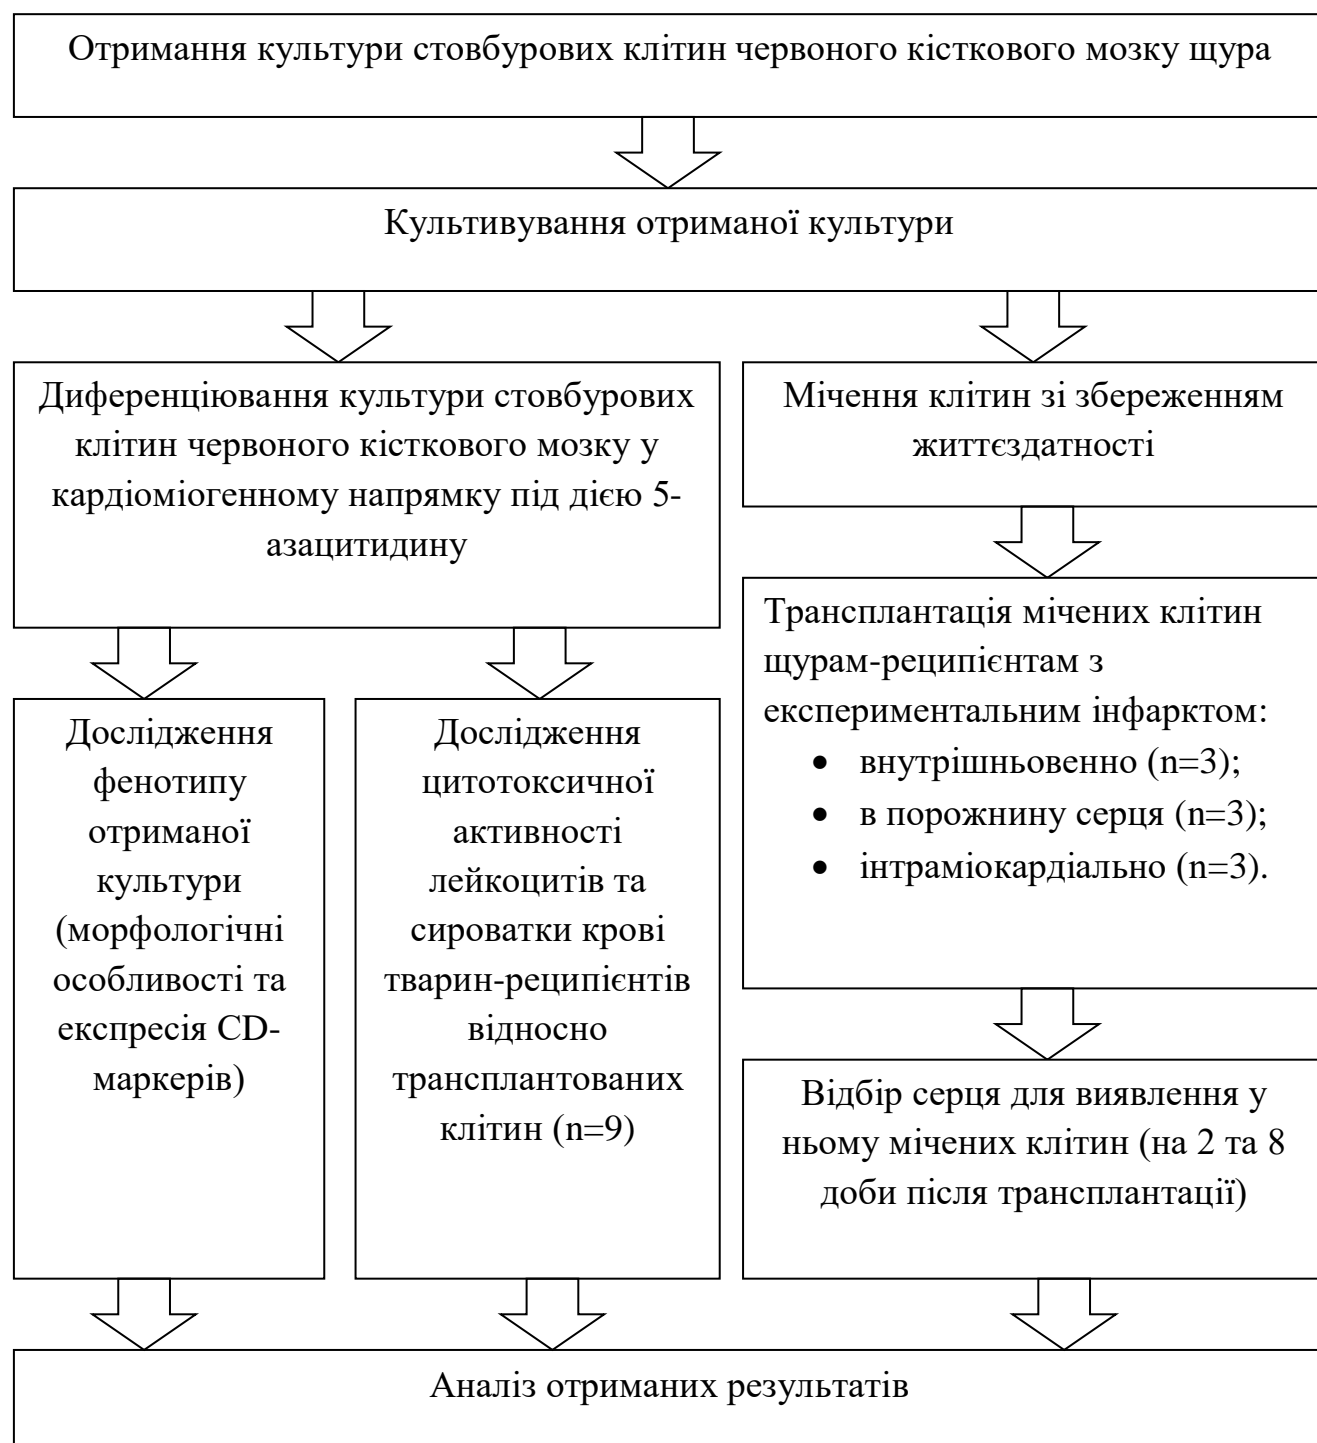 Отримання культури стовбурових клітин червоного кісткового мозку щура
Культивування отриманої культури
Диференціювання культури стовбурових
клітин червоного кісткового мозку у
кардіоміогенному напрямку під дією 5-
азацитидину
Мічення клітин зі збереженням
життєздатності
Трансплантація мічених клітин
щурам-реципієнтам з
експериментальним інфарктом:
• внутрішньовенно (n=3);
• в порожнину серця (n=3);
• інтраміокардіально (n=3).
Дослідження
фенотипу
отриманої
культури
(морфологічні
особливості та
експресія CD-
маркерів)
Дослідження
цитотоксичної
активності
лейкоцитів та
сироватки крові
тварин-реципієнтів
відносно
трансплантованих
клітин (n=9)
Відбір серця для виявлення у
ньому мічених клітин (на 2 та 8
доби після трансплантації)
Аналіз отриманих результатів